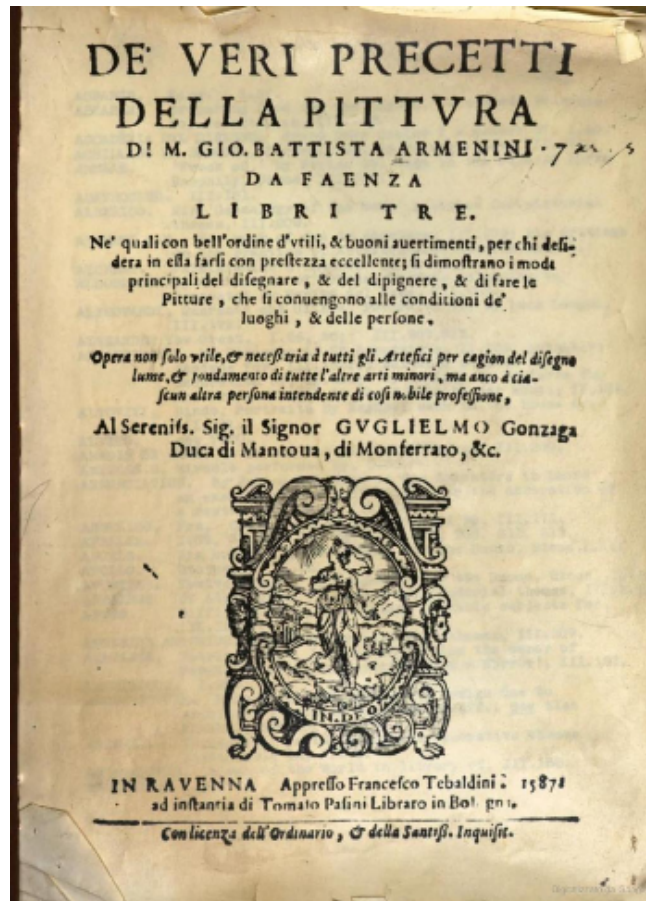 DE' VERI PRECETTI
DELLA PITTVRA
DI M. GIO. BATTISTA ARMENINI.
DA FAENZA
LIBRI TRE.
Ne' quali con bell'ordine d'vtili, & buoni auertimenti, per chi desi-
dera in essa farsi con prestezza eccellente; si dimostrano i modi
principali del disegnare, & del dipignere, & di fare le
Pitture, che si conuengono alle conditioni de'
luoghi, & delle persone.
Opera non solo vtile, & necessaria à tutti gli Artefici per cagion del disegno
lume, & fondamento di tutte l'altre arti minori, ma anco à cia-
scun altra persona intendente di così nobile professione,
Al Sereniss. Sig. il Signor GVGLIELMO Gonzaga
Duca di Mantoua, di Monferrato, &c.
IN. DEO
IN RAVENNA Appresso Francesco Tebaldini: 1587
ad instantia di Tomaso Pasini Libraro in Bologna.
Con licenza dell'Ordinario, & della Santiss. Inquisit.